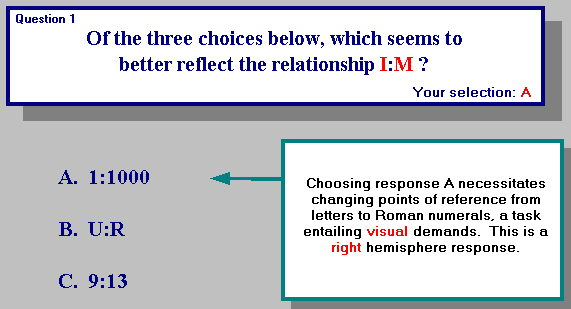 Question 1
Of the three choices below, which seems to
better reflect the relationship I:M ?
Your selection: A
A. 1:1000
B. U:R
C. 9:13
Choosing response A necessitates
changing points of reference from
letters to Roman numerals, a task
entailing visual demands. This is a
right hemisphere response.